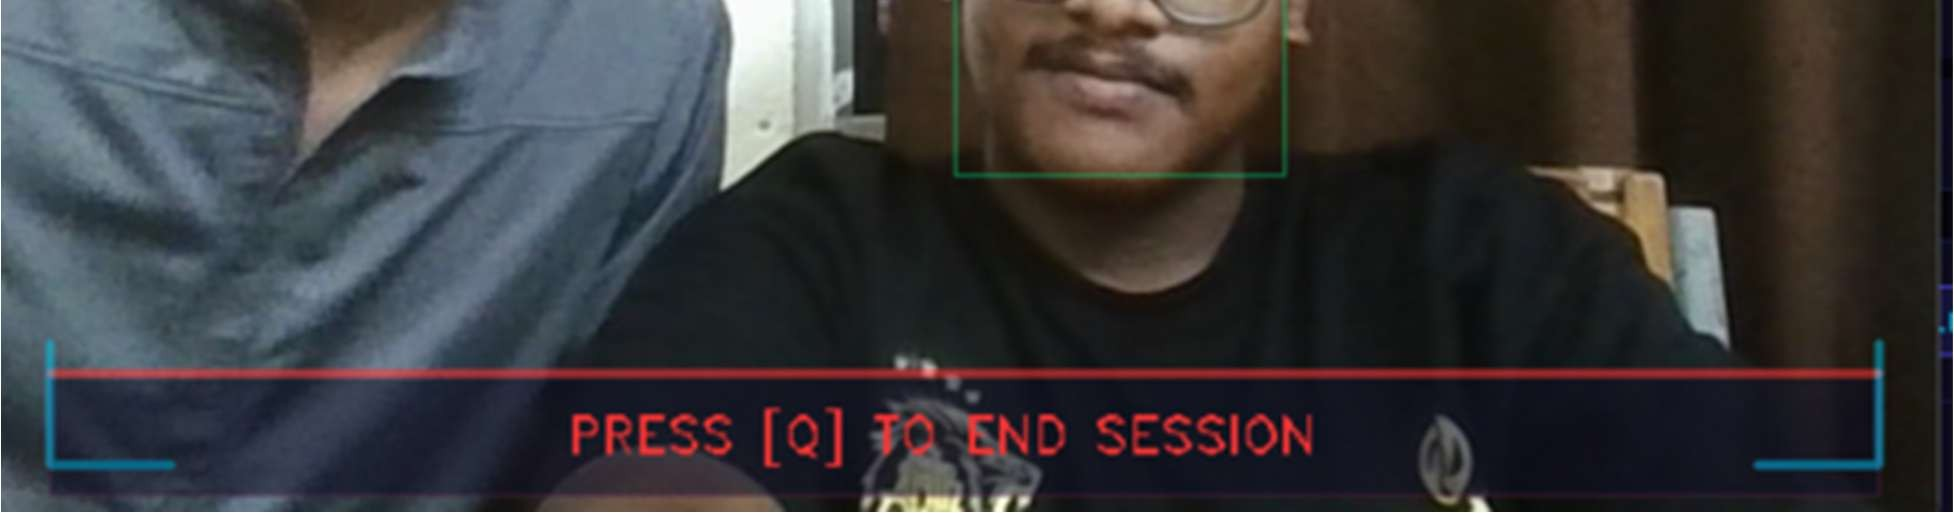 PRESS [Q] TO END SESSION